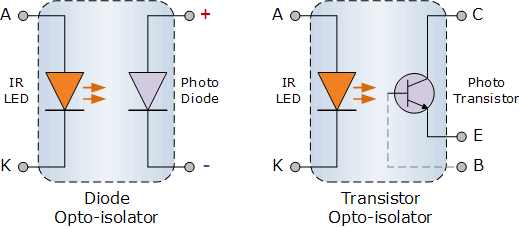 A
+
IR
LED
Photo
Diode
K
-
Diode
Opto-isolator
A
C
IR
LED
Photo
Transistor
E
K
B
Transistor
Opto-isolator